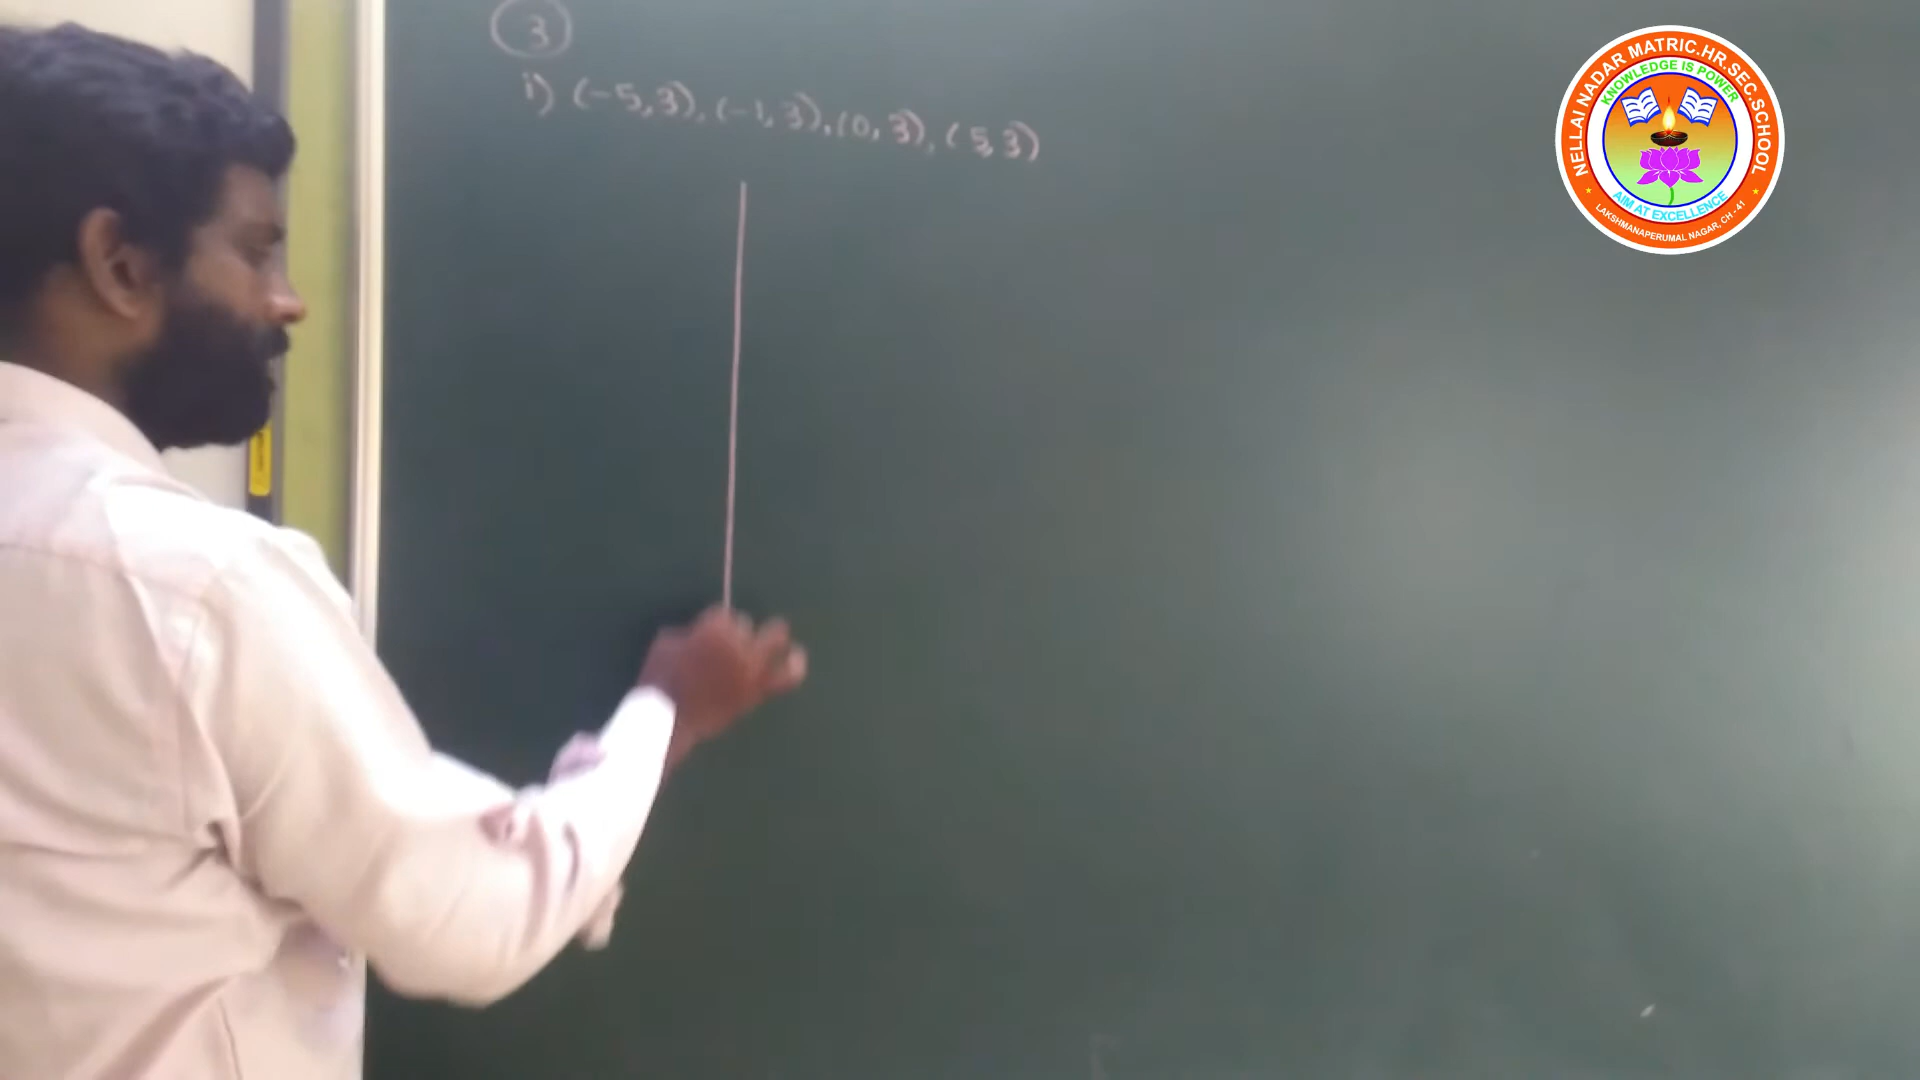 3
i) (-5,3), (-1,3), (0,3), (5,3)
NELLAI NADAR MATRIC.HR.SEC.SCHOOL
KNOWLEDGE IS POWER
AIM AT EXCELLENCE
LAKSHMANAPERUMAL NAGAR, CH - 41